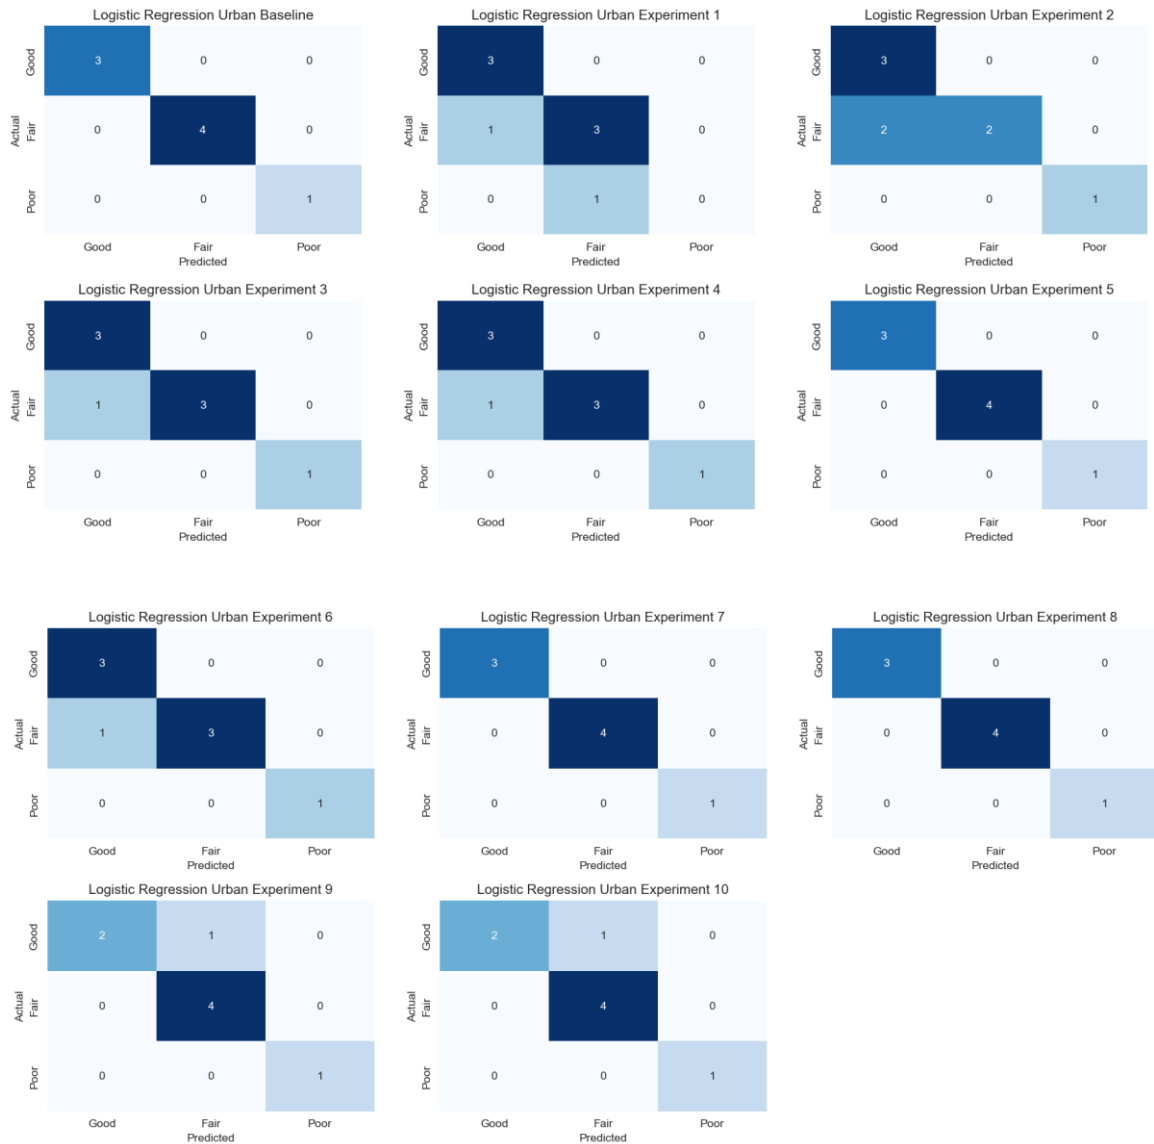 Logistic Regression Urban Baseline
Good 3 0 0
Actual
Fair 0 4 0
Poor 0 0 1
Good Fair Poor
Predicted
Logistic Regression Urban Experiment 1
Good 3 0 0
Actual
Fair 1 3 0
Poor 0 1 0
Good Fair Poor
Predicted
Logistic Regression Urban Experiment 2
Good 3 0 0
Actual
Fair 2 2 0
Poor 0 0 1
Good Fair Poor
Predicted
Logistic Regression Urban Experiment 3
Good 3 0 0
Actual
Fair 1 3 0
Poor 0 0 1
Good Fair Poor
Predicted
Logistic Regression Urban Experiment 4
Good 3 0 0
Actual
Fair 1 3 0
Poor 0 0 1
Good Fair Poor
Predicted
Logistic Regression Urban Experiment 5
Good 3 0 0
Actual
Fair 0 4 0
Poor 0 0 1
Good Fair Poor
Predicted
Logistic Regression Urban Experiment 6
Good 3 0 0
Actual
Fair 1 3 0
Poor 0 0 1
Good Fair Poor
Predicted
Logistic Regression Urban Experiment 7
Good 3 0 0
Actual
Fair 0 4 0
Poor 0 0 1
Good Fair Poor
Predicted
Logistic Regression Urban Experiment 8
Good 3 0 0
Actual
Fair 0 4 0
Poor 0 0 1
Good Fair Poor
Predicted
Logistic Regression Urban Experiment 9
Good 2 1 0
Actual
Fair 0 4 0
Poor 0 0 1
Good Fair Poor
Predicted
Logistic Regression Urban Experiment 10
Good 2 1 0
Actual
Fair 0 4 0
Poor 0 0 1
Good Fair Poor
Predicted